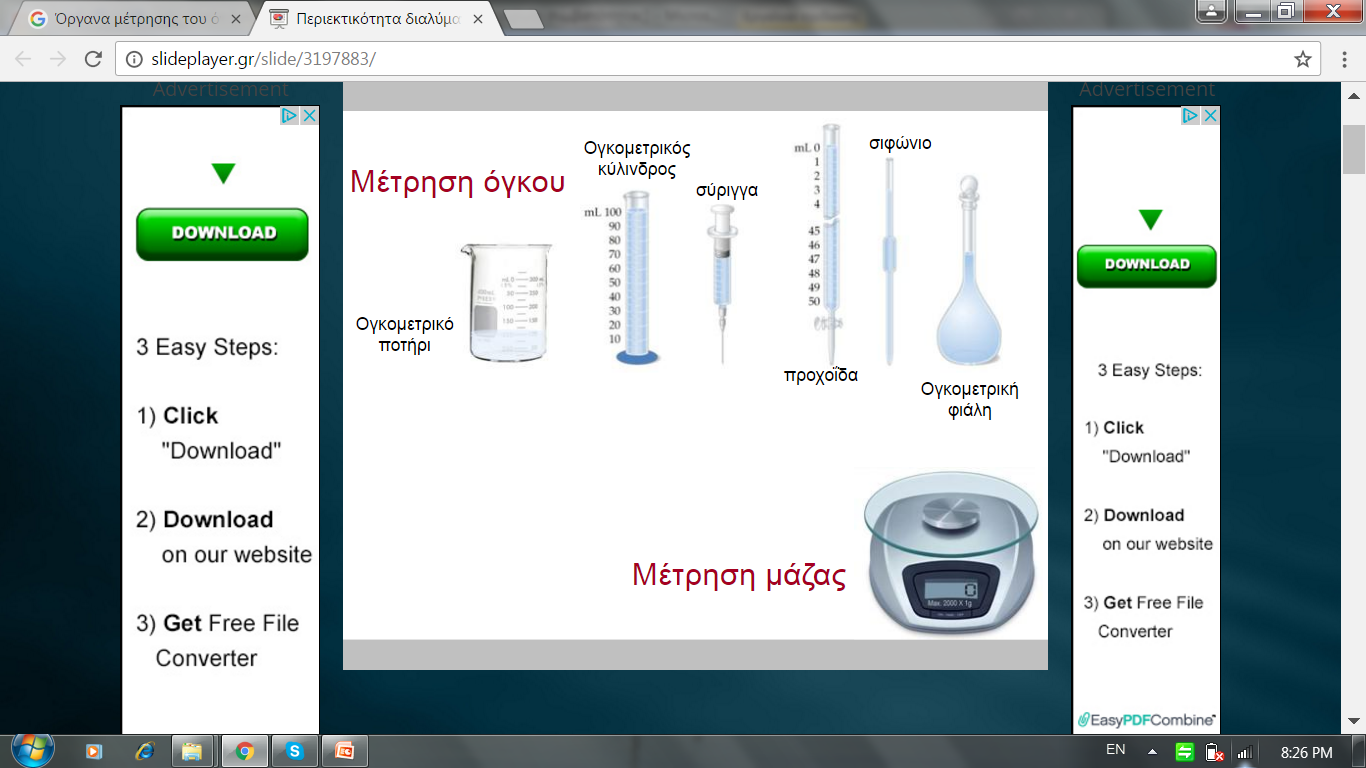 Όργανα μέτρησης του ό
Περιεκτικότητα διαλύμα
slideplayer.gr/slide/3197883/
Advertisement
DOWNLOAD
3 Easy Steps:
1) Click
"Download"
2) Download
on our website
3) Get Free File
Converter
Μέτρηση όγκου
Ογκομετρικό
ποτήρι
Ογκομετρικός
κύλινδρος
mL 100
90
80
70
60
50
40
30
20
10
σύριγγα
mL 0
1
2
3
4
45
46
47
48
49
50
προχοΐδα
σιφώνιο
Ογκομετρική
φιάλη
Μέτρηση μάζας
0
Max. 2000 X 1g
Advertisement
DOWNLOAD
3 Easy Steps:
1) Click
"Download"
2) Download
on our website
3) Get Free File
Converter
EasyPDFCombine
EN
8:26 PM